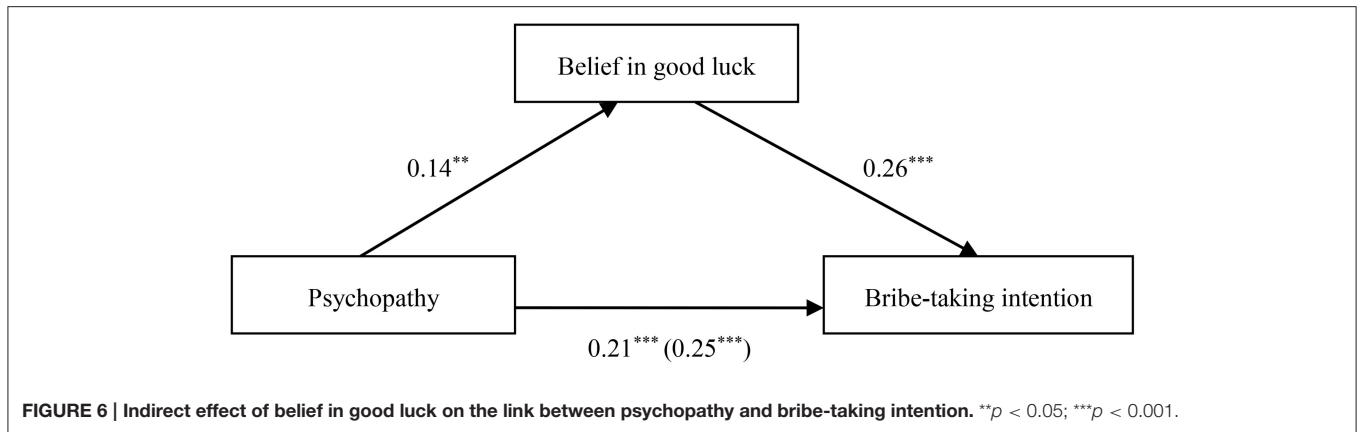 Belief in good luck
0.14**
0.26***
Psychopathy
Bribe-taking intention
0.21*** (0.25***)
FIGURE 6 | Indirect effect of belief in good luck on the link between psychopathy and bribe-taking intention. **p < 0.05; ***p < 0.001.